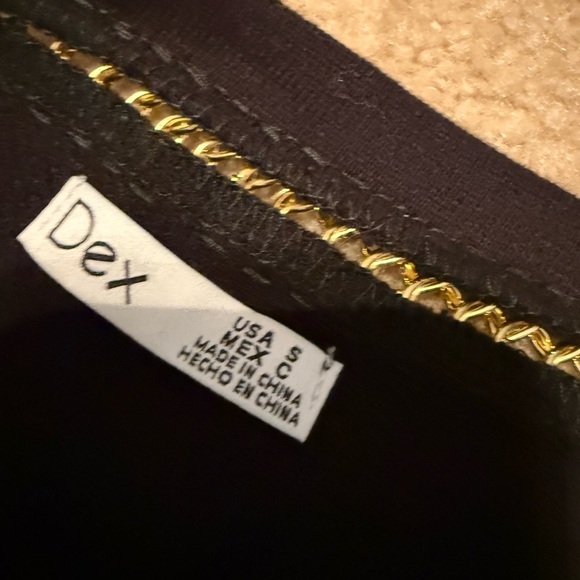 Dex
USA S
MEX C
MADE IN CHINA
HECHO EN CHINA